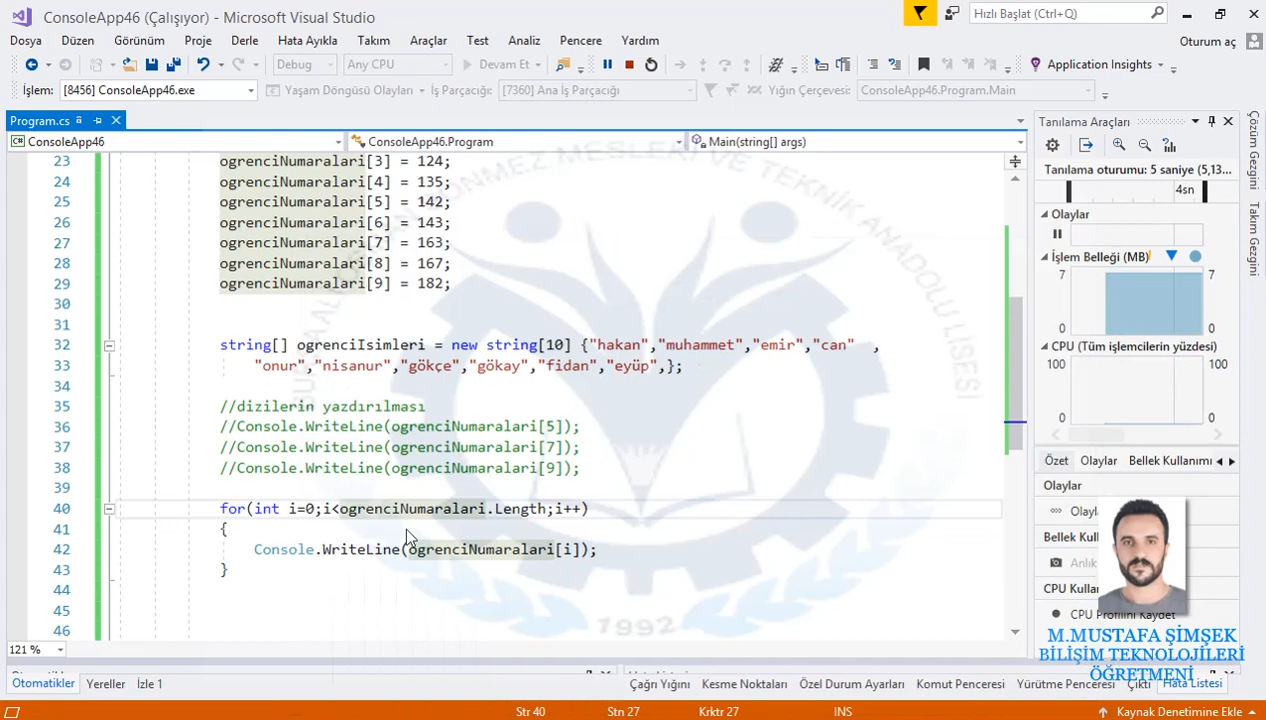 ConsoleApp46 (Çalışıyor) - Microsoft Visual Studio
Hızlı Başlat (Ctrl+Q)
Dosya Düzen Görünüm Proje Derle Hata Ayıkla Takım Araçlar Test Analiz Pencere Yardım
Oturum aç
Debug Any CPU Devam Et Application Insights
İşlem: [8456] ConsoleApp46.exe Yaşam Döngüsü Olayları İş Parçacığı: [7360] Ana İş Parçacığı Yığın Çerçevesi: ConsoleApp46.Program.Main
Program.cs
ConsoleApp46 ConsoleApp46.Program Main(string[] args)
23 ogrenciNumaralari[3] = 124;
24 ogrenciNumaralari[4] = 135;
25 ogrenciNumaralari[5] = 142;
26 ogrenciNumaralari[6] = 143;
27 ogrenciNumaralari[7] = 163;
28 ogrenciNumaralari[8] = 167;
29 ogrenciNumaralari[9] = 182;
30
31
32 string[] ogrenciIsimleri = new string[10] {"hakan","muhammet","emir","can" ,
33 "onur","nisanur","gökçe","gökay","fidan","eyüp",};
34
35 //dizilerin yazdırılması
36 //Console.WriteLine(ogrenciNumaralari[5]);
37 //Console.WriteLine(ogrenciNumaralari[7]);
38 //Console.WriteLine(ogrenciNumaralari[9]);
39
40 for(int i=0;i<ogrenciNumaralari.Length;i++)
41 {
42 Console.WriteLine(ogrenciNumaralari[i]);
43 }
44
45
46
121 %
MESLEKİ VE TEKNİK ANADOLU LİSESİ
1992
Tanılama Araçları
Tanılama oturumu: 5 saniye (5,13...
4sn
Olaylar
İşlem Belleği (MB)
7 7
0 0
CPU (Tüm işlemcilerin yüzdesi)
100 100
0 0
Özet Olaylar Bellek Kullanımı
Olaylar
Bellek
CPU
CPU Profilini Kaydet
Çözüm Gezgini
Takım Gezgini
M.MUSTAFA ŞİMŞEK
BİLİŞİM TEKNOLOJİLERİ
ÖĞRETMENİ
Otomatikler Yereller İzle 1
Çağrı Yığını Kesme Noktaları Özel Durum Ayarları Komut Penceresi Yürütme Penceresi Çıktı Hata Listesi
Str 40 Stn 27 Krktr 27 INS Kaynak Denetimine Ekle